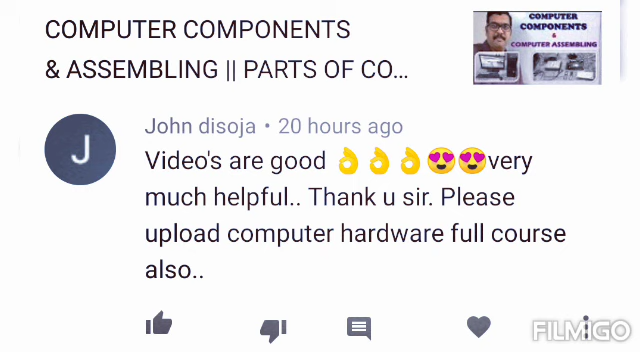 COMPUTER COMPONENTS
& ASSEMBLING || PARTS OF CO...
COMPUTER
COMPONENTS
&
COMPUTER ASSEMBLING
J
John disoja • 20 hours ago
Video's are good 👌👌👌😍😍very
much helpful.. Thank u sir. Please
upload computer hardware full course
also..
FILMIGO